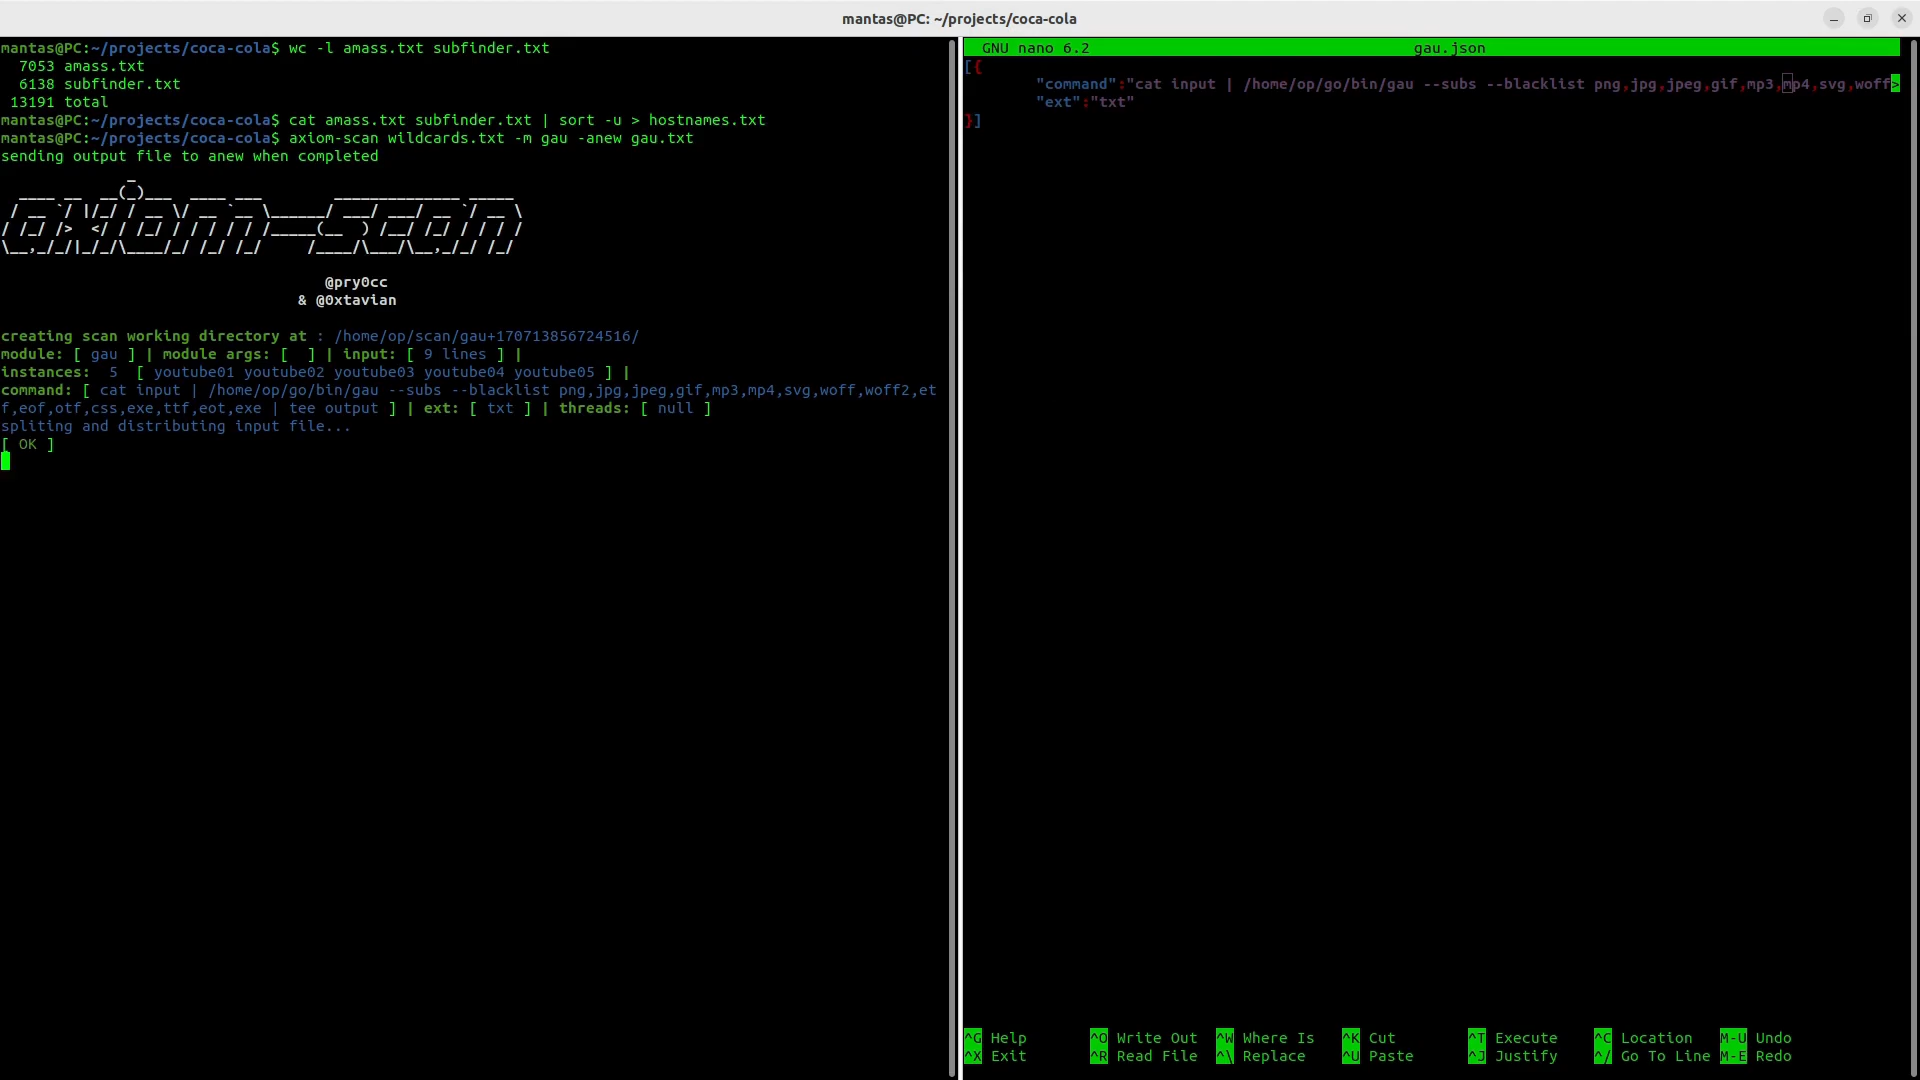 mantas@PC: ~/projects/coca-cola
mantas@PC:~/projects/coca-cola$ wc -l amass.txt subfinder.txt
7053 amass.txt
6138 subfinder.txt
13191 total
mantas@PC:~/projects/coca-cola$ cat amass.txt subfinder.txt | sort -u > hostnames.txt
mantas@PC:~/projects/coca-cola$ axiom-scan wildcards.txt -m gau -anew gau.txt
sending output file to anew when completed
axiom-scan
@pry0cc
& @0xtavian
creating scan working directory at : /home/op/scan/gau+170713856724516/
module: [ gau ] | module args: [  ] | input: [ 9 lines ] |
instances:  5  [ youtube01 youtube02 youtube03 youtube04 youtube05 ] |
command: [ cat input | /home/op/go/bin/gau --subs --blacklist png,jpg,jpeg,gif,mp3,mp4,svg,woff,woff2,et
f,eof,otf,css,exe,ttf,eot,exe | tee output ] | ext: [ txt ] | threads: [ null ]
spliting and distributing input file...
[ OK ]
GNU nano 6.2 gau.json
[{
"command":"cat input | /home/op/go/bin/gau --subs --blacklist png,jpg,jpeg,gif,mp3,mp4,svg,woff>
"ext":"txt"
}]
^G Help ^O Write Out ^W Where Is ^K Cut ^T Execute ^C Location M-U Undo
^X Exit ^R Read File ^\ Replace ^U Paste ^J Justify ^/ Go To Line M-E Redo